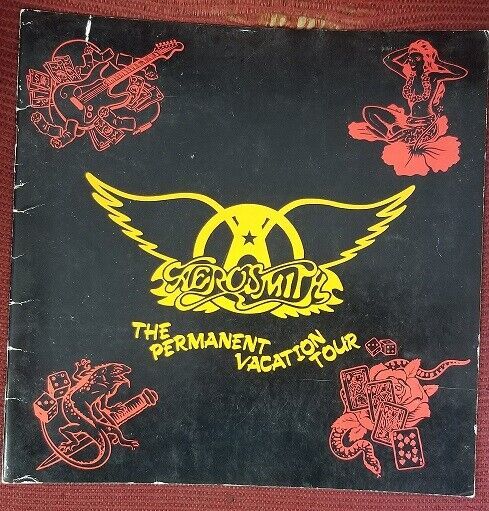 AEROSMITH
THE
PERMANENT
VACATION
TOUR